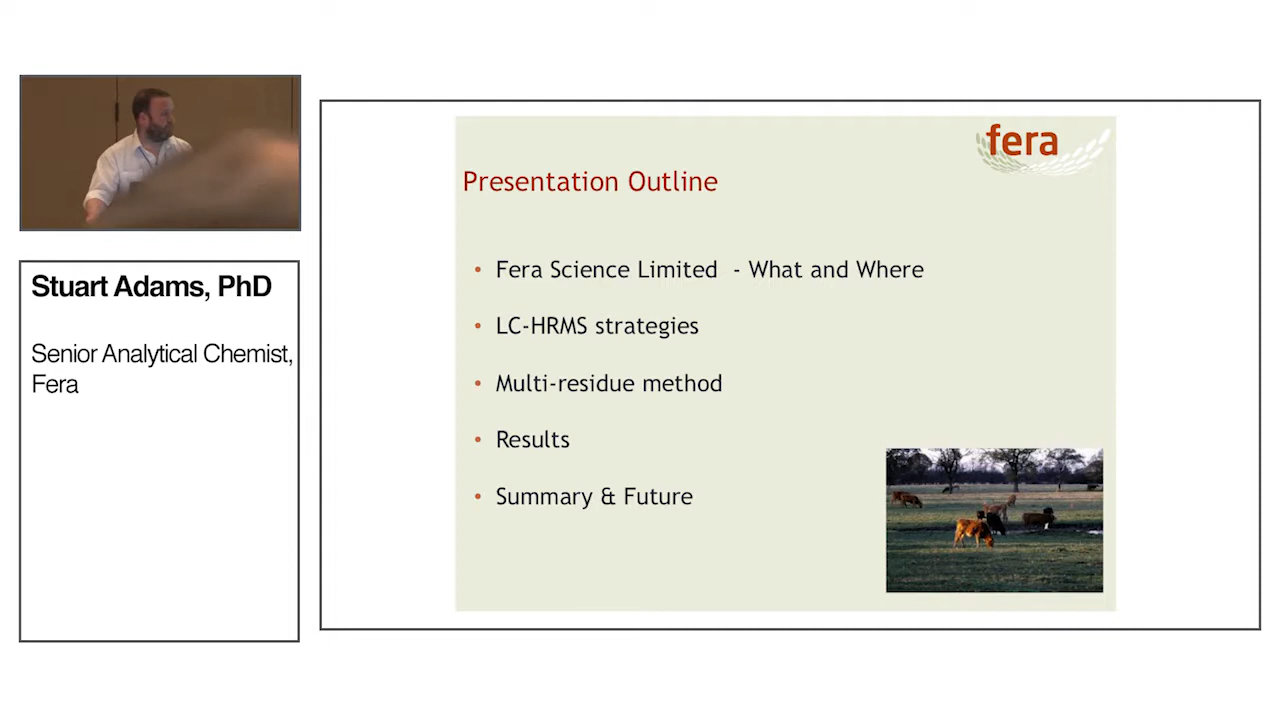 Stuart Adams, PhD
Senior Analytical Chemist,
Fera
fera
Presentation Outline
• Fera Science Limited - What and Where
• LC-HRMS strategies
• Multi-residue method
• Results
• Summary & Future